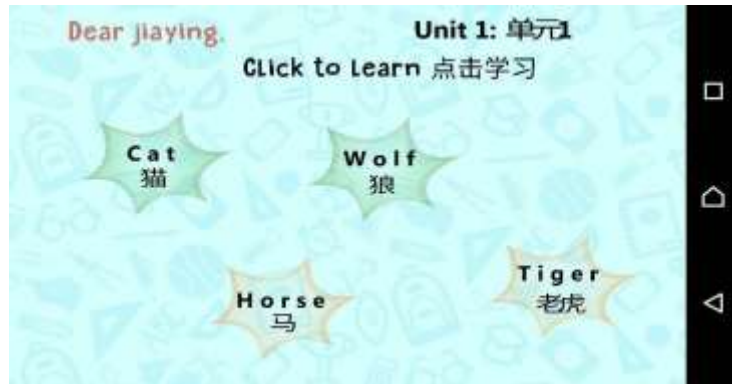 Dear jiaying.
Unit 1: 单元1
Click to Learn 点击学习
Cat
猫
Wolf
狼
Horse
马
Tiger
老虎